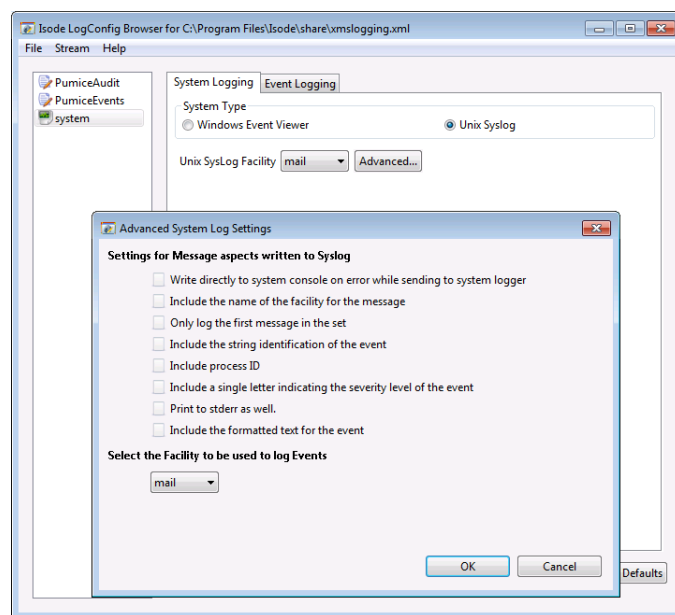 Isode LogConfig Browser for C:\Program Files\Isode\share\xmslogging.xml
File Stream Help
PumiceAudit
PumiceEvents
system
System Logging Event Logging
System Type
Windows Event Viewer Unix Syslog
Unix SysLog Facility mail Advanced...
Advanced System Log Settings
Settings for Message aspects written to Syslog
Write directly to system console on error while sending to system logger
Include the name of the facility for the message
Only log the first message in the set
Include the string identification of the event
Include process ID
Include a single letter indicating the severity level of the event
Print to stderr as well.
Include the formatted text for the event
Select the Facility to be used to log Events
mail
OK Cancel
Defaults